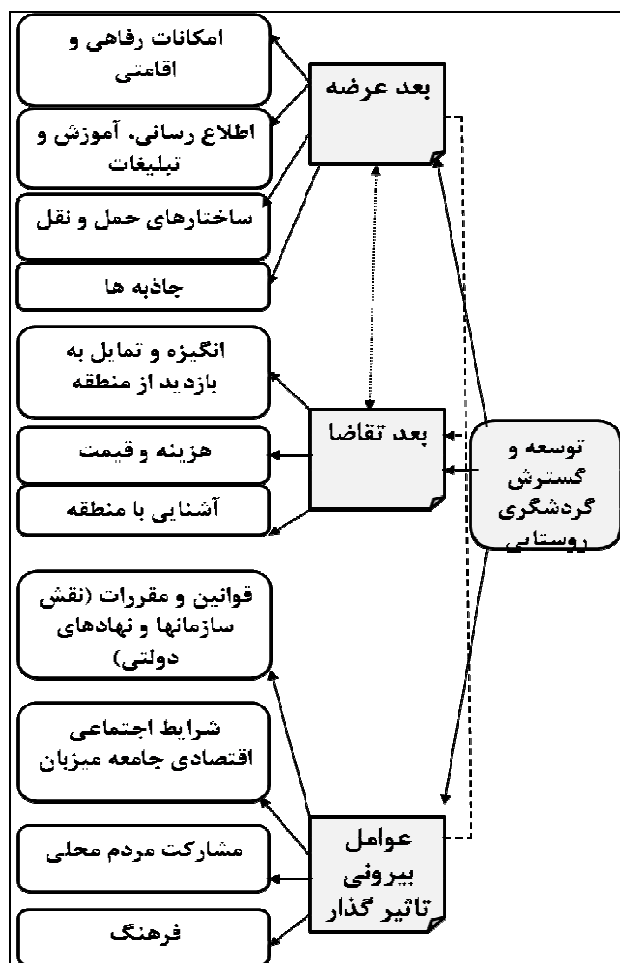 امکانات رفاهی و
اقامتی
بعد عرضه
اطلاع رسانی، آموزش و
تبلیغات
ساختارهای حمل و نقل
جاذبه ها
انگیزه و تمایل به
بازدید از منطقه
بعد تقاضا
هزینه و قیمت
آشنایی با منطقه
توسعه و
گسترش
گردشگری
روستایی
قوانین و مقررات (نقش
سازمانها و نهادهای
دولتی)
شرایط اجتماعی
اقتصادی جامعه میزبان
عوامل
بیرونی
تاثیر گذار
مشارکت مردم محلی
فرهنگ